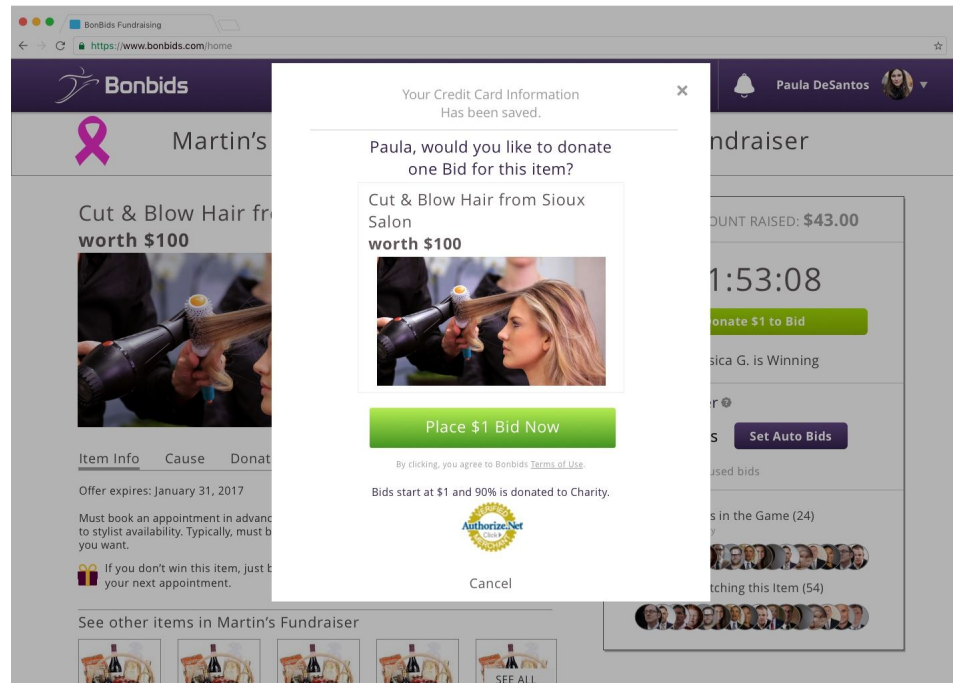 BonBids Fundraising
https://www.bonbids.com/home
Bonbids
Paula DeSantos
Martin's
ndraiser
Your Credit Card Information
Has been saved.
Paula, would you like to donate
one Bid for this item?
Cut & Blow Hair from Sioux
Salon
worth $100
Place $1 Bid Now
By clicking, you agree to Bonbids Terms of Use.
Bids start at $1 and 90% is donated to Charity.
VERIFIED
Authorize.Net
Click
MERCHANT
Cancel
Cut & Blow Hair fr
worth $100
Item Info Cause Donat
Offer expires: January 31, 2017
Must book an appointment in advanc
to stylist availability. Typically, must b
you want.
If you don't win this item, just b
your next appointment.
See other items in Martin's Fundraiser
SEE ALL
OUNT RAISED: $43.00
1:53:08
onate $1 to Bid
sica G. is Winning
er
s Set Auto Bids
used bids
s in the Game (24)
y
tching this Item (54)